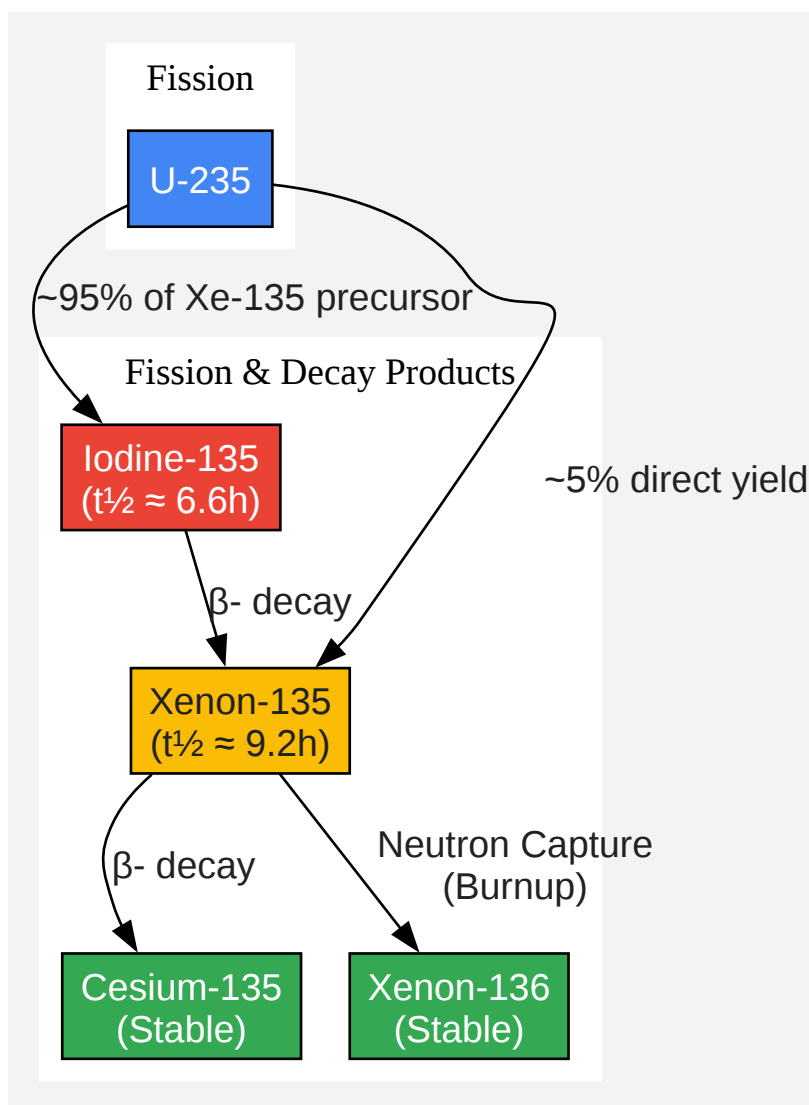 Fission
U-235
~95% of Xe-135 precursor
Fission & Decay Products
Iodine-135
(t½ ≈ 6.6h)
~5% direct yield
β- decay
Xenon-135
(t½ ≈ 9.2h)
β- decay
Neutron Capture
(Burnup)
Cesium-135
(Stable)
Xenon-136
(Stable)